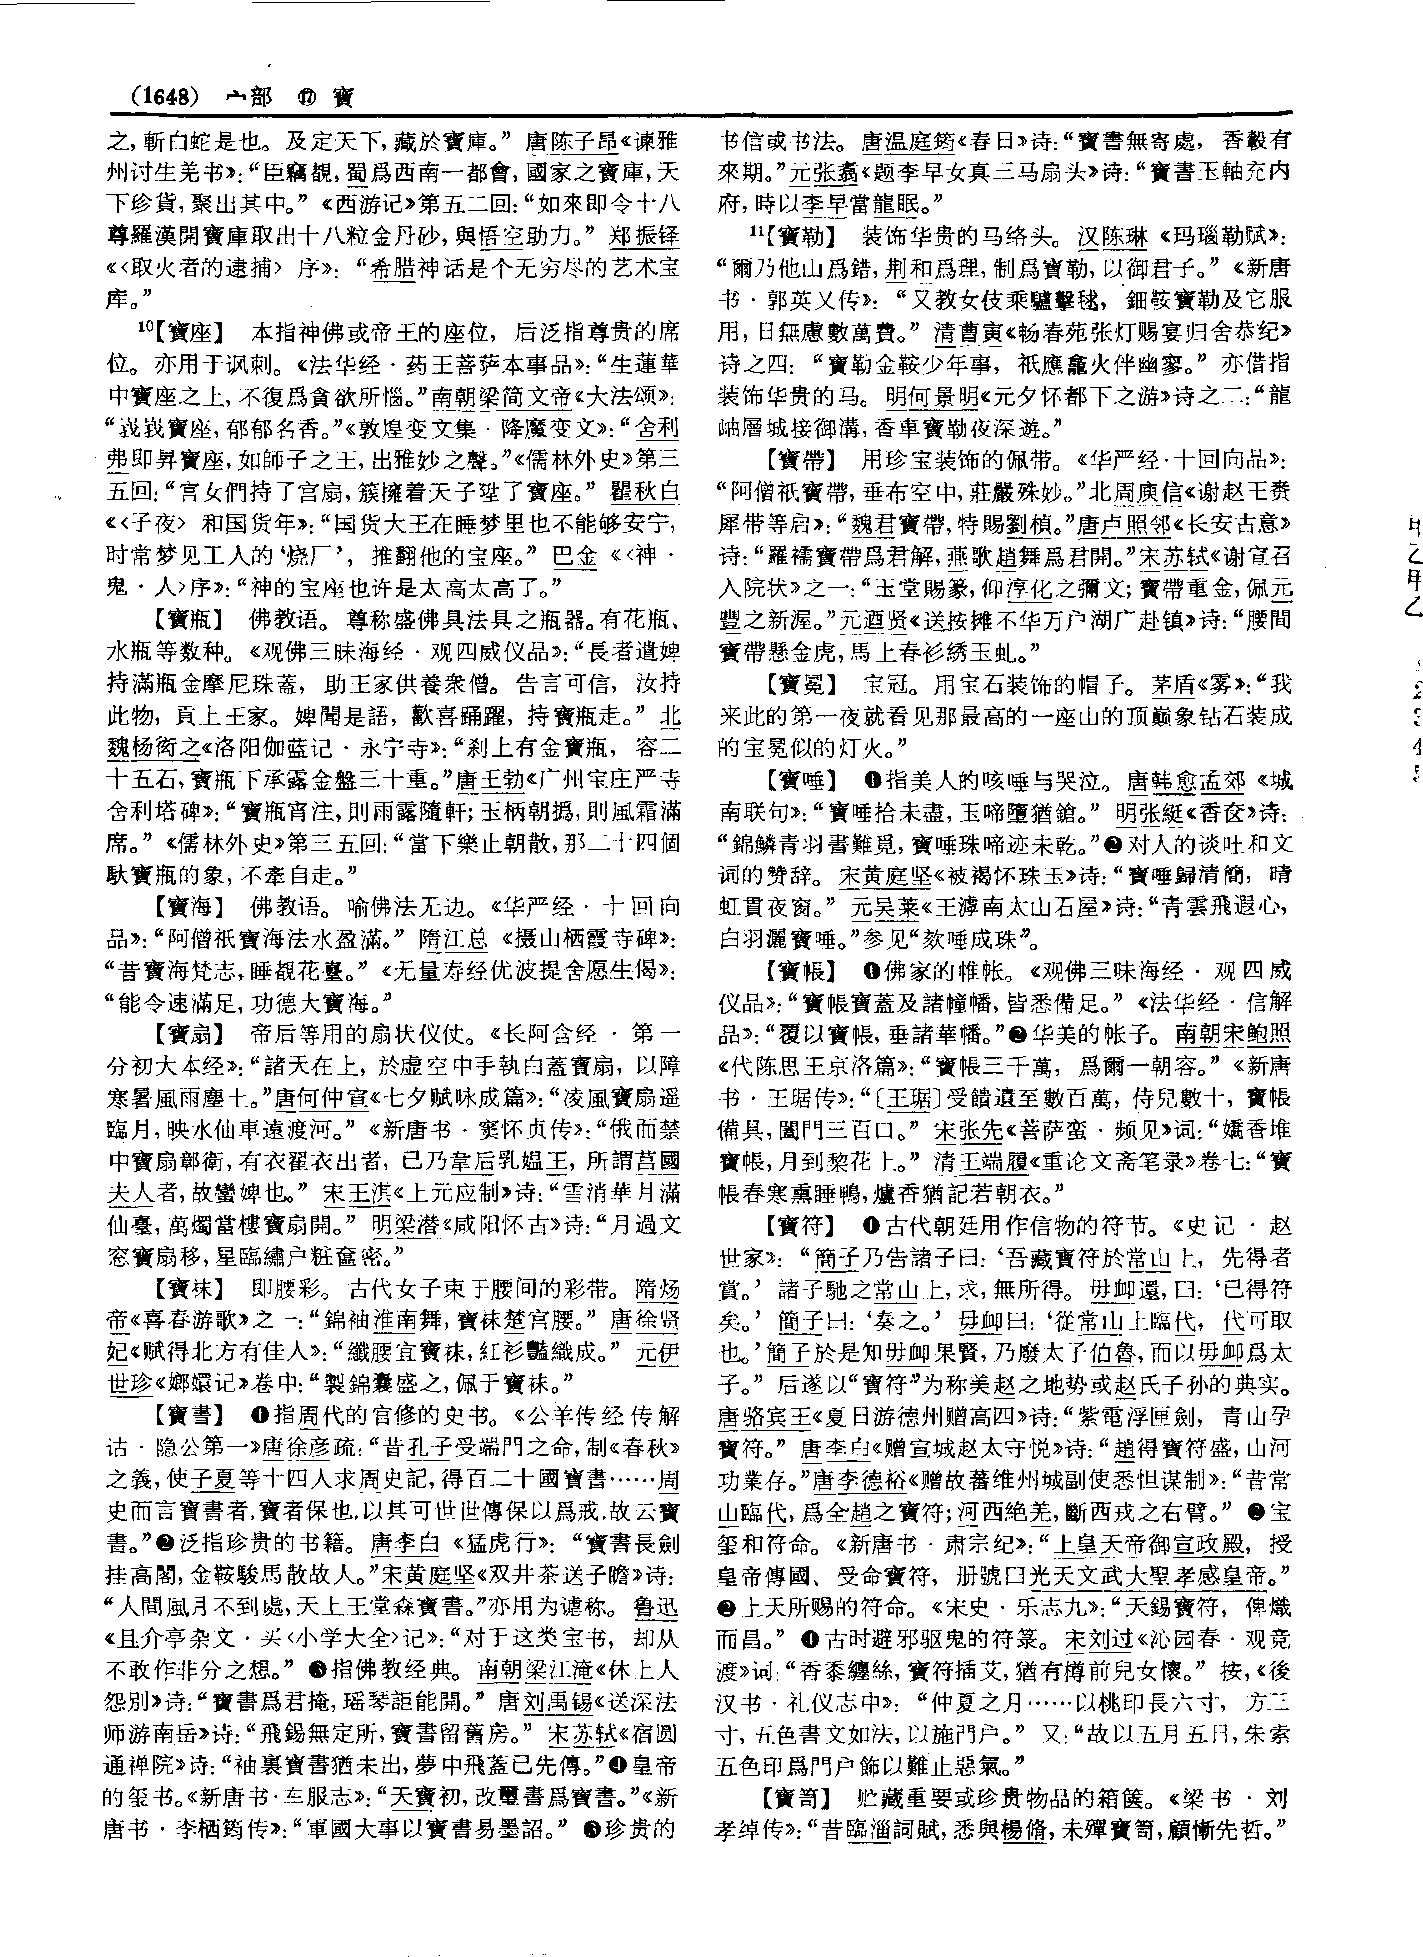 (1648) 宀部 ⑰ 寶
之，斬白蛇是也。及定天下，藏於寶庫。”唐陈子昂《谏雅
州讨生羌书》：“臣竊覩，蜀爲西南一都會，國家之寶庫，天
下珍貨，聚出其中。”《西游记》第五二回：“如來即令十八
尊羅漢開寶庫取出十八粒金丹砂，與悟空助力。”郑振铎
《〈取火者的逮捕〉序》：“希腊神话是个无穷尽的艺术宝
库。”
10【寶座】 本指神佛或帝王的座位，后泛指尊贵的席
位。亦用于讽刺。《法华经·药王菩萨本事品》：“生蓮華
中寶座之上，不復爲貪欲所惱。”南朝梁简文帝《大法颂》：
“峩峩寶座，郁郁名香。”《敦煌变文集·降魔变文》：“舍利
弗即昇寶座，如師子之王，出雅妙之聲。”《儒林外史》第三
五回：“宫女們持了宫扇，簇擁着天子陞了寶座。”瞿秋白
《〈子夜〉和国货年》：“国货大王在睡梦里也不能够安宁，
时常梦见工人的‘烧厂’，推翻他的宝座。”巴金《〈神·
鬼·人〉序》：“神的宝座也许是太高太高了。”
【寶瓶】 佛教语。尊称盛佛具法具之瓶器。有花瓶、
水瓶等数种。《观佛三昧海经·观四威仪品》：“長者遣婢
持滿瓶金摩尼珠蓋，助王家供養衆僧。告言可信，汝持
此物，貢上王家。婢聞是語，歡喜踊躍，持寶瓶走。”北
魏杨衒之《洛阳伽蓝记·永宁寺》：“刹上有金寶瓶，容二
十五石，寶瓶下承露金盤三十重。”唐王勃《广州宝庄严寺
舍利塔碑》：“寶瓶宵注，則雨露隨軒；玉柄朝撝，則風霜滿
席。”《儒林外史》第三五回：“當下樂止朝散，那二十四個
馱寶瓶的象，不牽自走。”
【寶海】 佛教语。喻佛法无边。《华严经·十回向
品》：“阿僧祇寶海法水盈滿。”隋江总《摄山栖霞寺碑》：
“昔寶海梵志，睡覩花臺。”《无量寿经优波提舍愿生偈》：
“能令速滿足，功德大寶海。”
【寶扇】 帝后等用的扇状仪仗。《长阿含经·第一
分初大本经》：“諸天在上，於虚空中手執白蓋寶扇，以障
寒暑風雨塵土。”唐何仲宣《七夕赋咏成篇》：“凌風寶扇遥
臨月，映水仙車遠渡河。”《新唐书·窦怀贞传》：“俄而禁
中寶扇鄣衛，有衣翟衣出者，已乃韋后乳媪王，所謂莒國
夫人者，故蠻婢也。”宋王淇《上元应制》诗：“雪消華月滿
仙臺，萬燭當樓寶扇開。”明梁潜《咸阳怀古》诗：“月過文
窓寶扇移，星臨繡户粧奩密。”
【寶袜】 即腰彩。古代女子束于腰间的彩带。隋炀
帝《喜春游歌》之一：“錦袖淮南舞，寶袜楚宫腰。”唐徐贤
妃《赋得北方有佳人》：“纖腰宜寶袜，紅衫豔織成。”元伊
世珍《嫏嬛记》卷中：“製錦囊盛之，佩于寶袜。”
【寶書】 ❶指周代的官修的史书。《公羊传经传解
诂·隐公第一》唐徐彦疏：“昔孔子受端門之命，制《春秋》
之義，使子夏等十四人求周史記，得百二十國寶書……周
史而言寶書者，寶者保也，以其可世世傳保以爲戒，故云寶
書。”❷泛指珍贵的书籍。唐李白《猛虎行》：“寶書長劍
挂高閣，金鞍駿馬散故人。”宋黄庭坚《双井茶送子瞻》诗：
“人間風月不到處，天上玉堂森寶書。”亦用为谑称。鲁迅
《且介亭杂文·买〈小学大全〉记》：“对于这类宝书，却从
不敢作非分之想。”❸指佛教经典。南朝梁江淹《休上人
怨别》诗：“寶書爲君掩，瑶琴詎能開。”唐刘禹锡《送深法
师游南岳》诗：“飛錫無定所，寶書留舊房。”宋苏轼《宿圆
通禅院》诗：“袖裏寶書猶未出，夢中飛蓋已先傳。”❹皇帝
的玺书。《新唐书·车服志》：“天寶初，改璽書爲寶書。”《新
唐书·李栖筠传》：“軍國大事以寶書易墨詔。”❺珍贵的
书信或书法。唐温庭筠《春日》诗：“寶書無寄處，香轂有
來期。”元张翥《题李早女真三马扇头》诗：“寶書玉軸充内
府，時以李早當龍眠。”
11【寶勒】 装饰华贵的马络头。汉陈琳《玛瑙勒赋》：
“爾乃他山爲錯，荆和爲理，制爲寶勒，以御君子。”《新唐
书·郭英乂传》：“又教女伎乘驢擊毬，鈿鞍寶勒及它服
用，日無慮數萬費。”清曹寅《畅春苑张灯赐宴归舍恭纪》
诗之四：“寶勒金鞍少年事，衹應龕火伴幽寥。”亦借指
装饰华贵的马。明何景明《元夕怀都下之游》诗之二：“龍
岫層城接御溝，香車寶勒夜深遊。”
【寶帶】 用珍宝装饰的佩带。《华严经·十回向品》：
“阿僧祇寶帶，垂布空中，莊嚴殊妙。”北周庾信《谢赵王赉
犀带等启》：“魏君寶帶，特賜劉楨。”唐卢照邻《长安古意》
诗：“羅襦寶帶爲君解，燕歌趙舞爲君開。”宋苏轼《谢宣召
入院状》之一：“玉堂賜篆，仰淳化之彌文；寶帶重金，佩元
豐之新渥。”元迺贤《送按摊不华万户湖广赴镇》诗：“腰間
寶帶懸金虎，馬上春衫綉玉虬。”
【寶冕】 宝冠。用宝石装饰的帽子。茅盾《雾》：“我
来此的第一夜就看见那最高的一座山的顶巅象钻石装成
的宝冕似的灯火。”
【寶唾】 ❶指美人的咳唾与哭泣。唐韩愈孟郊《城
南联句》：“寶唾拾未盡，玉啼墮猶鎗。”明张綖《香奁》诗：
“錦鱗青羽書難覓，寶唾珠啼迹未乾。”❷对人的谈吐和文
词的赞辞。宋黄庭坚《被褐怀珠玉》诗：“寶唾歸清簡，晴
虹貫夜窗。”元吴莱《王滹南太山石屋》诗：“青雲飛遐心，
白羽灑寶唾。”参见“欬唾成珠”。
【寶帳】 ❶佛家的帷帐。《观佛三昧海经·观四威
仪品》：“寶帳寶蓋及諸幢幡，皆悉備足。”《法华经·信解
品》：“覆以寶帳，垂諸華幡。”❷华美的帐子。南朝宋鲍照
《代陈思王京洛篇》：“寶帳三千萬，爲爾一朝容。”《新唐
书·王琚传》：“〔王琚〕受饋遺至數百萬，侍兒數十，寶帳
備具，闔門三百口。”宋张先《菩萨蛮·频见》词：“嬌香堆
寶帳，月到棃花上。”清王端履《重论文斋笔录》卷七：“寶
帳春寒熏睡鴨，爐香猶記若朝衣。”
【寶符】 ❶古代朝廷用作信物的符节。《史记·赵
世家》：“簡子乃告諸子曰：‘吾藏寶符於常山上，先得者
賞。’諸子馳之常山上，求，無所得。毋卹還，曰：‘已得符
矣。’簡子曰：‘奏之。’毋卹曰：‘從常山上臨代，代可取
也。’簡子於是知毋卹果賢，乃廢太子伯魯，而以毋卹爲太
子。”后遂以“寶符”为称美赵之地势或赵氏子孙的典实。
唐骆宾王《夏日游德州赠高四》诗：“紫電浮匣劍，青山孕
寶符。”唐李白《赠宣城赵太守悦》诗：“趙得寶符盛，山河
功業存。”唐李德裕《赠故蕃维州城副使悉怛谋制》：“昔常
山臨代，爲全趙之寶符；河西絶羌，斷西戎之右臂。”❷宝
玺和符命。《新唐书·肃宗纪》：“上皇天帝御宣政殿，授
皇帝傳國、受命寶符，册號曰光天文武大聖孝感皇帝。”
❷上天所赐的符命。《宋史·乐志九》：“天錫寶符，俾熾
而昌。”❹古时避邪驱鬼的符箓。宋刘过《沁园春·观竞
渡》词：“香黍纏絲，寶符插艾，猶有樽前兒女懷。”按，《後
汉书·礼仪志中》：“仲夏之月……以桃印長六寸，方三
寸，五色書文如法，以施門户。”又：“故以五月五日，朱索
五色印爲門户飾以難止惡氣。”
【寶笥】 贮藏重要或珍贵物品的箱箧。《梁书·刘
孝绰传》：“昔臨淄詞賦，悉與楊脩，未殫寶笥，顧慚先哲。”